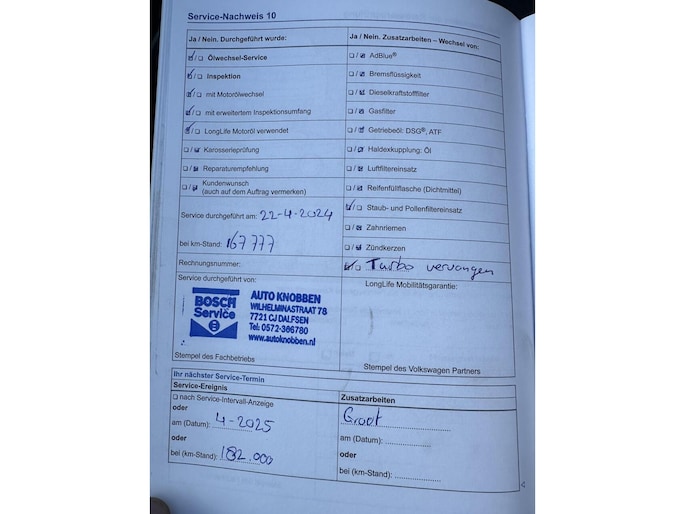 Service-Nachweis 10
Ja / Nein. Durchgeführt wurde:
☑ / ☐ Ölwechsel-Service
☑ / ☐ Inspektion
☑ / ☐ mit Motorölwechsel
☑ / ☐ mit erweitertem Inspektionsumfang
☑ / ☐ LongLife Motoröl verwendet
☐ / ☑ Karosserieprüfung
☐ / ☑ Reparaturempfehlung
☐ / ☑ Kundenwunsch
(auch auf dem Auftrag vermerken)
Service durchgeführt am: 22-4-2024
bei km-Stand: 167777
Rechnungsnummer:
Service durchgeführt von:
BOSCH
Service
AUTO KNOBBEN
WILHELMINASTRAAT 78
7721 CJ DALFSEN
Tel: 0572-366780
www.autoknobben.nl
Stempel des Fachbetriebs
Ja / Nein. Zusatzarbeiten – Wechsel von:
☐ / ☑ AdBlue®
☐ / ☑ Bremsflüssigkeit
☐ / ☑ Dieselkraftstofffilter
☐ / ☑ Gasfilter
☐ / ☑ Getriebeöl: DSG®, ATF
☐ / ☑ Haldexkupplung: Öl
☐ / ☑ Luftfiltereinsatz
☐ / ☑ Reifenfüllflasche (Dichtmittel)
☑ / ☐ Staub- und Pollenfiltereinsatz
☐ / ☑ Zahnriemen
☐ / ☑ Zündkerzen
☑ / ☐ Turbo vervangen
LongLife Mobilitätsgarantie:
Stempel des Volkswagen Partners
Ihr nächster Service-Termin
Service-Ereignis
☐ nach Service-Intervall-Anzeige
oder
am (Datum): 4-2025
oder
bei (km-Stand): 182.000
Zusatzarbeiten
Groot
am (Datum):
oder
bei (km-Stand):